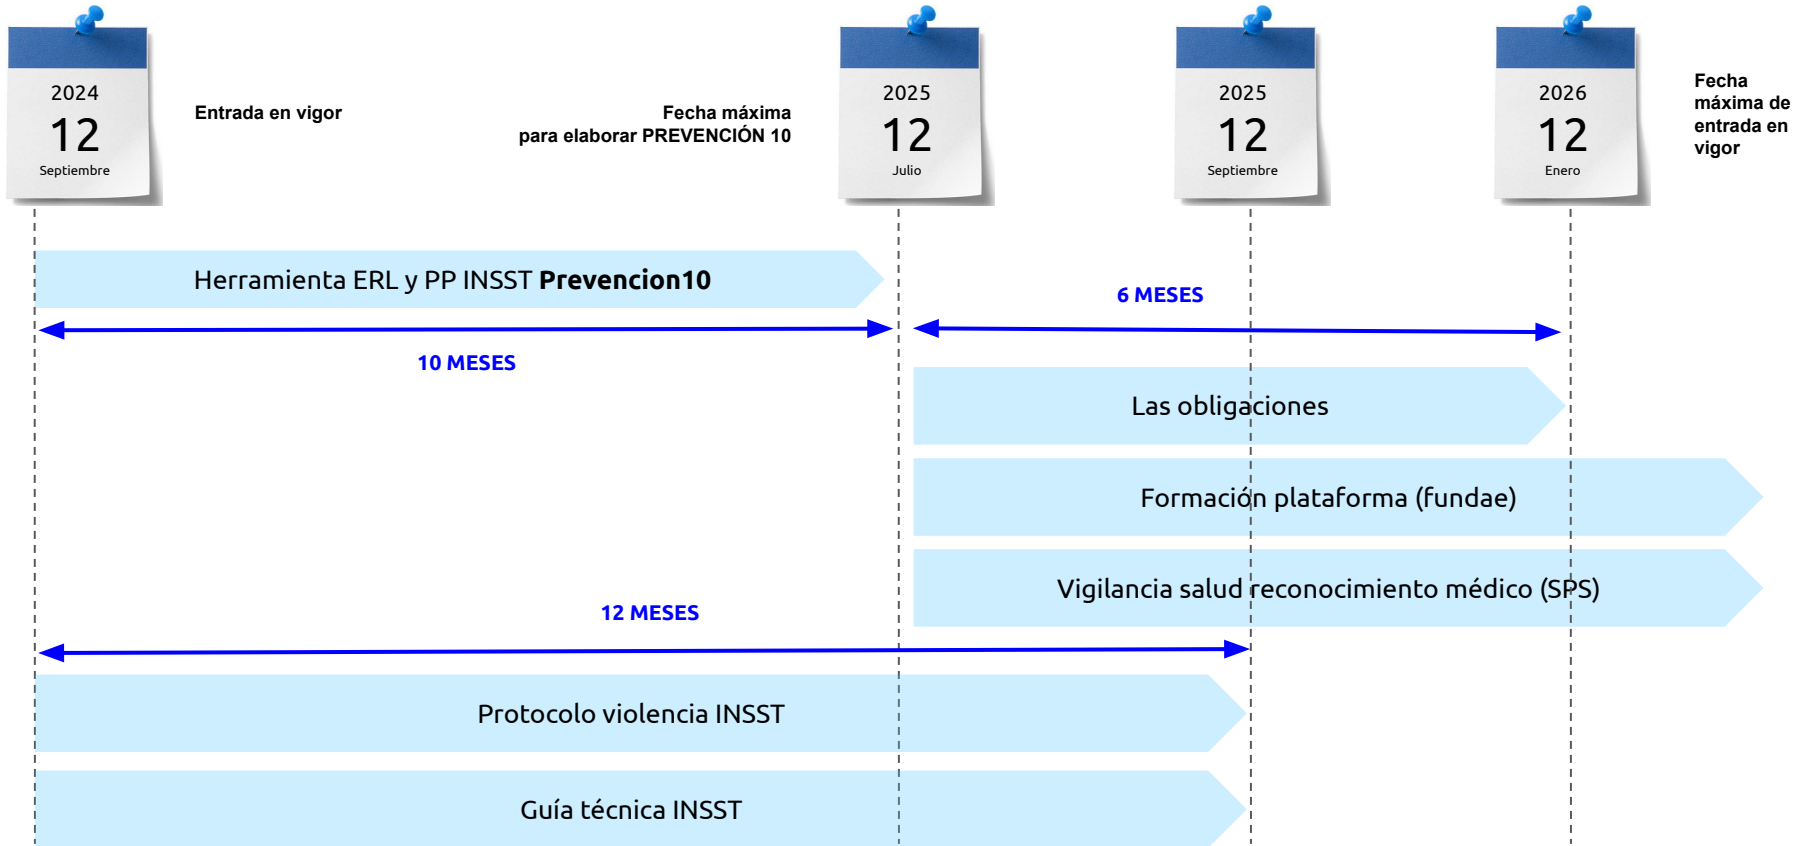 2024
12
Septiembre
Entrada en vigor
Fecha máxima
para elaborar PREVENCIÓN 10
2025
12
Julio
2025
12
Septiembre
2026
12
Enero
Fecha
máxima de
entrada en
vigor
Herramienta ERL y PP INSST Prevencion10
6 MESES
10 MESES
Las obligaciones
Formación plataforma (fundae)
Vigilancia salud reconocimiento médico (SPS)
12 MESES
Protocolo violencia INSST
Guía técnica INSST